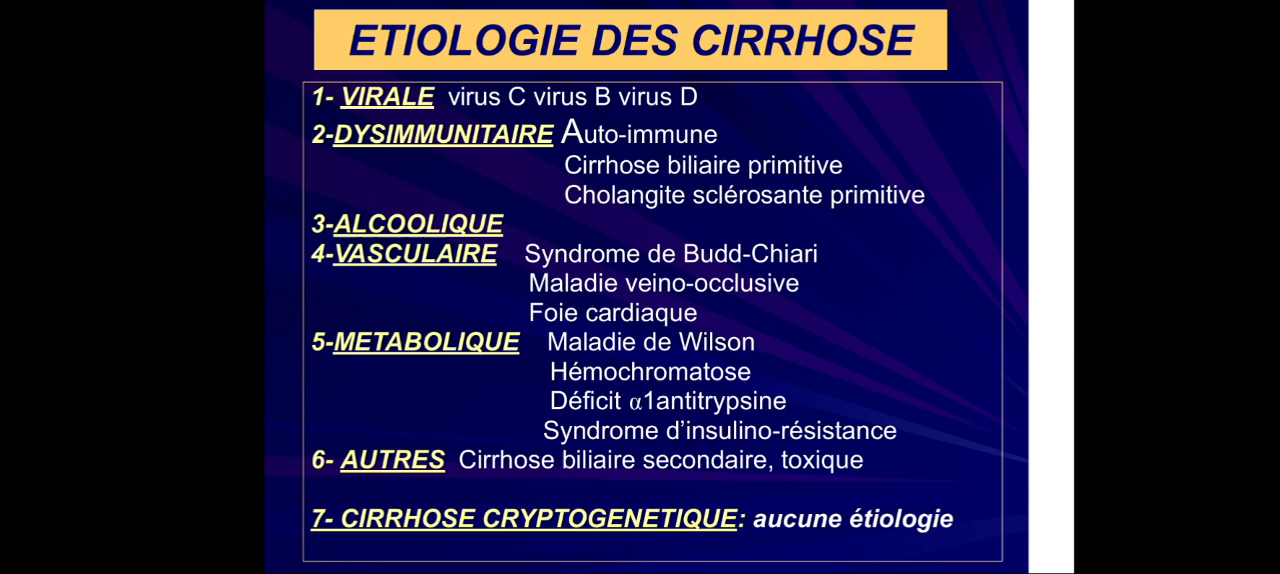 ETIOLOGIE DES CIRRHOSE
1- VIRALE virus C virus B virus D
2-DYSIMMUNITAIRE Auto-immune
Cirrhose biliaire primitive
Cholangite sclérosante primitive
3-ALCOOLIQUE
4-VASCULAIRE Syndrome de Budd-Chiari
Maladie veino-occlusive
Foie cardiaque
5-METABOLIQUE Maladie de Wilson
Hémochromatose
Déficit α1antitrypsine
Syndrome d’insulino-résistance
6- AUTRES Cirrhose biliaire secondaire, toxique
7- CIRRHOSE CRYPTOGENETIQUE: aucune étiologie